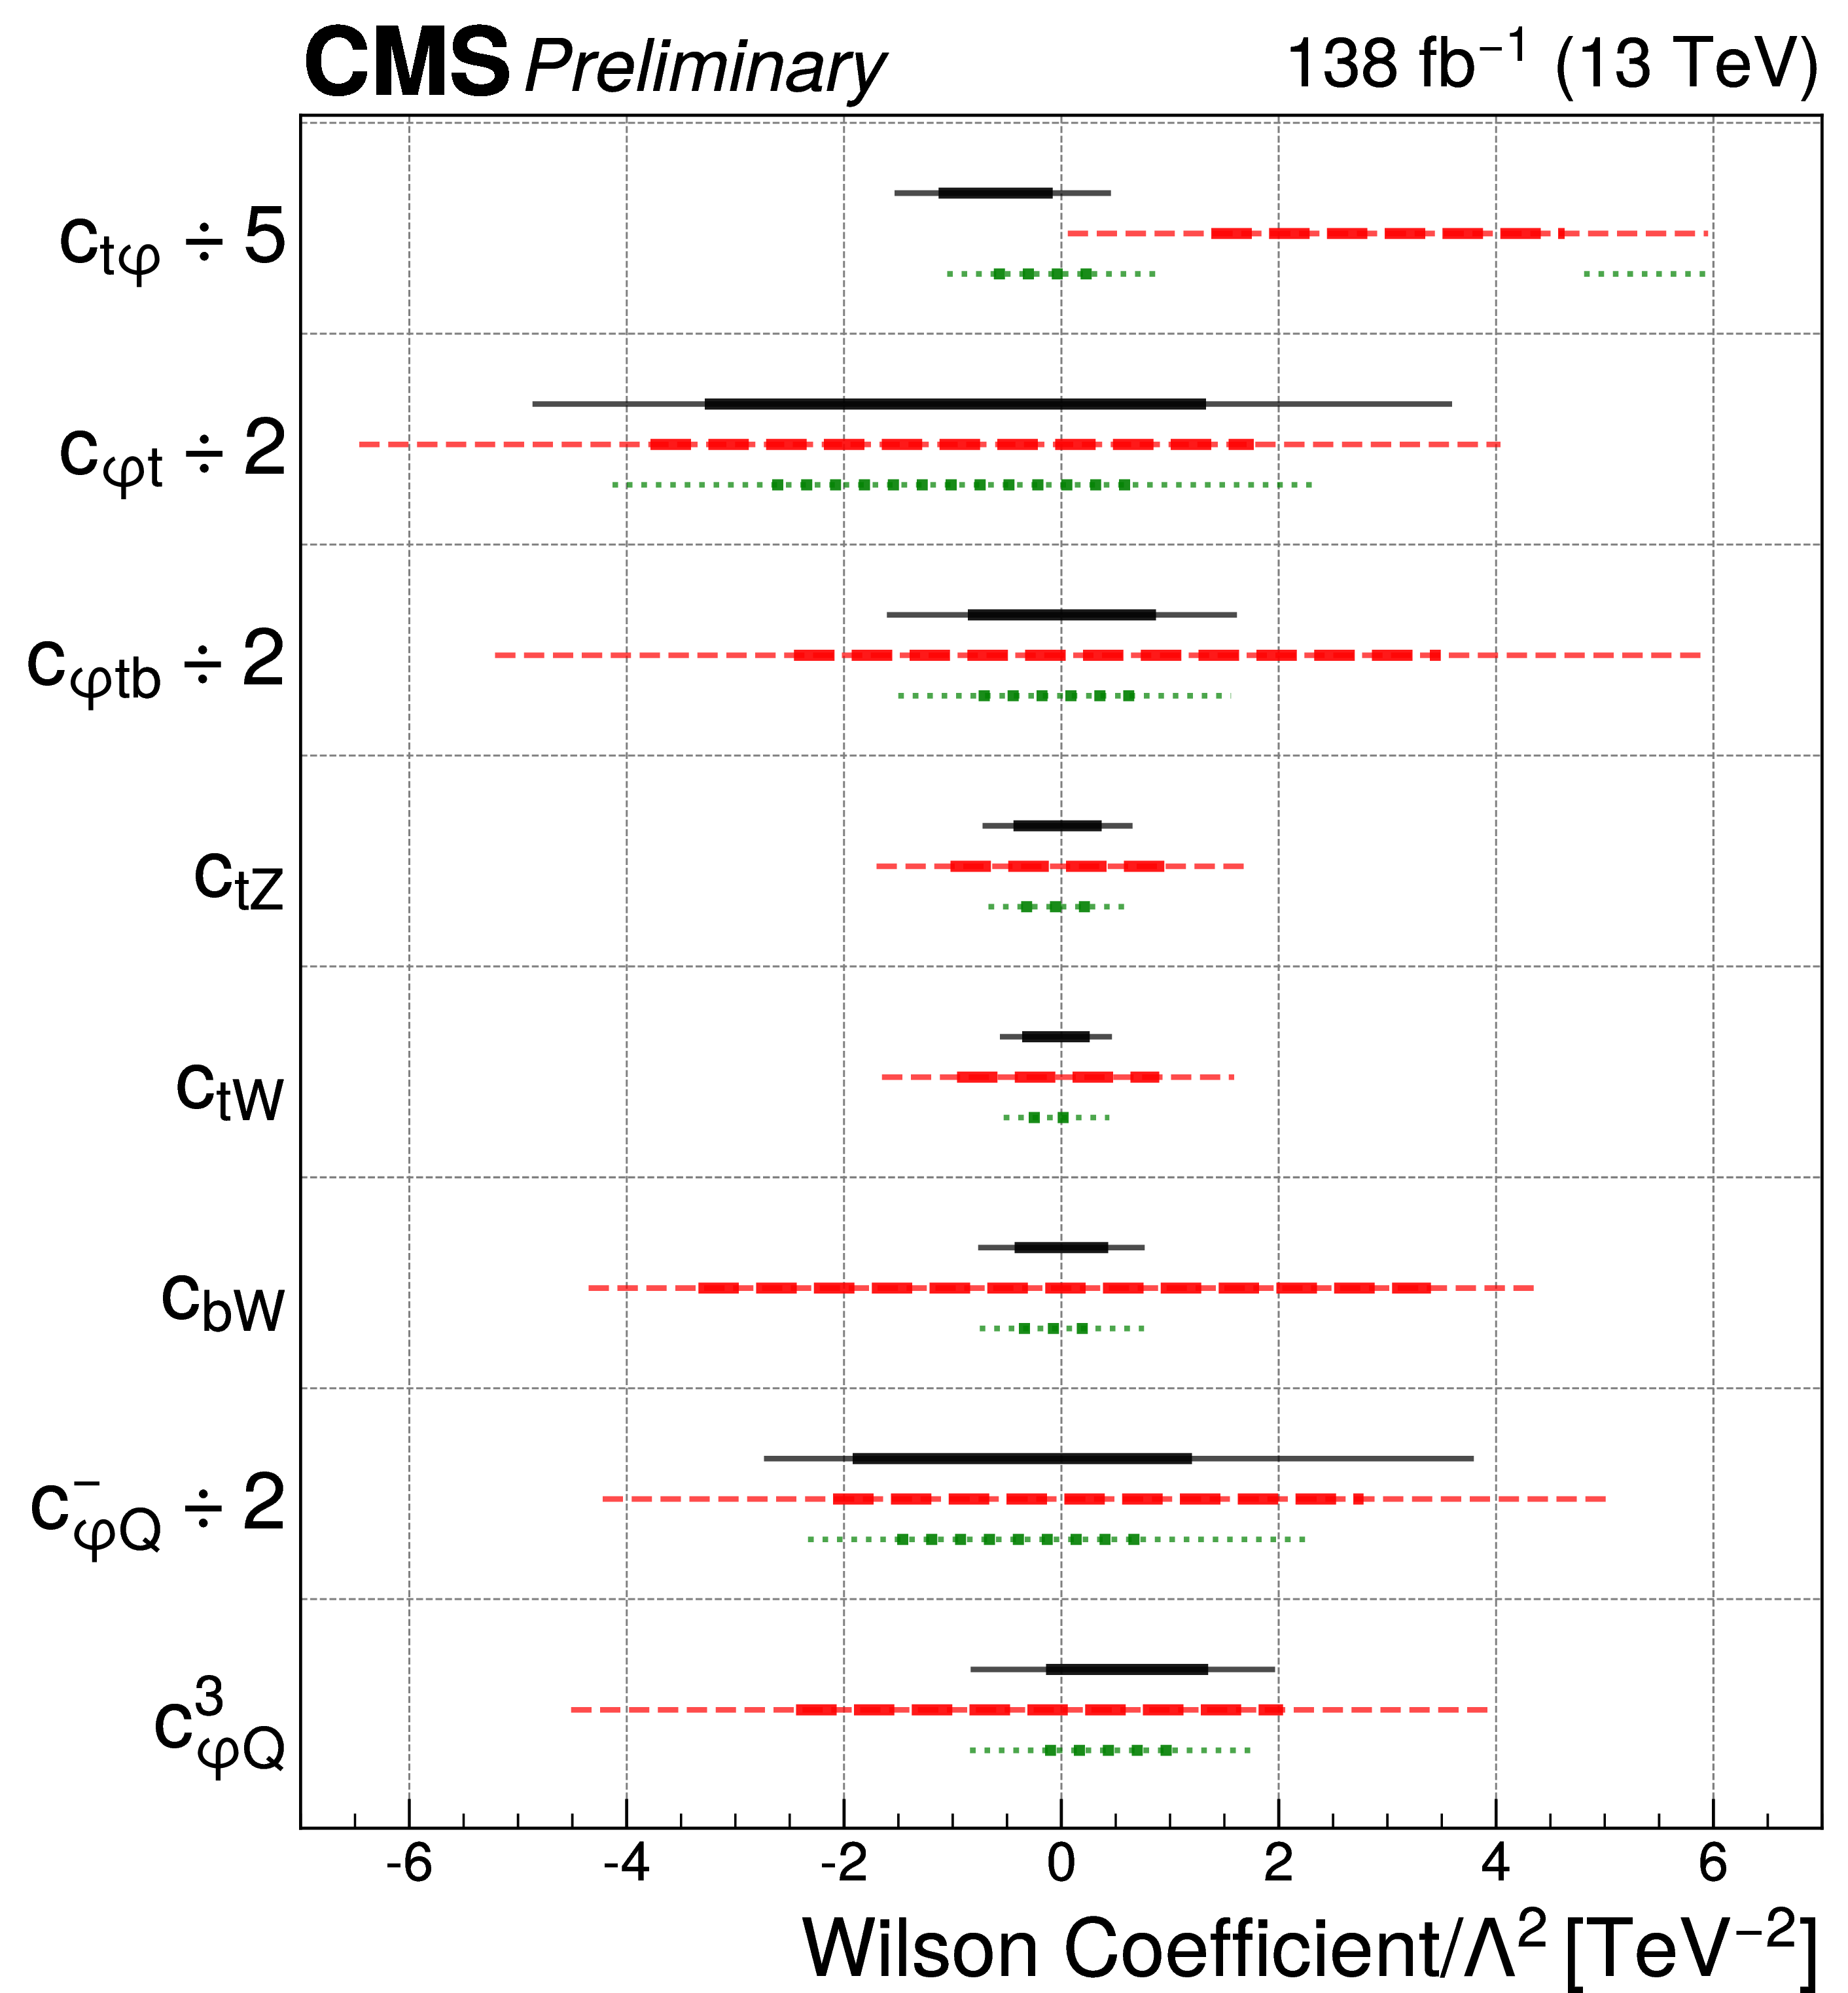 CMS Preliminary 138 fb⁻¹ (13 TeV)
c_tφ ÷ 5
c_φt ÷ 2
c_φtb ÷ 2
c_tZ
c_tW
c_bW
c⁻_φQ ÷ 2
c³_φQ
-6 -4 -2 0 2 4 6
Wilson Coefficient/Λ² [TeV⁻²]